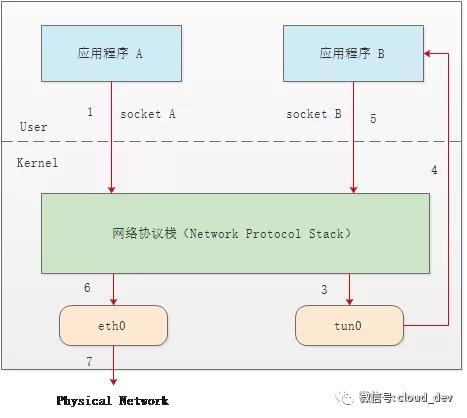 应用程序 A
应用程序 B
1
socket A
socket B
5
User
4
Kernel
网络协议栈（Network Protocol Stack）
6
3
eth0
tun0
7
Physical Network
微信号:cloud_dev